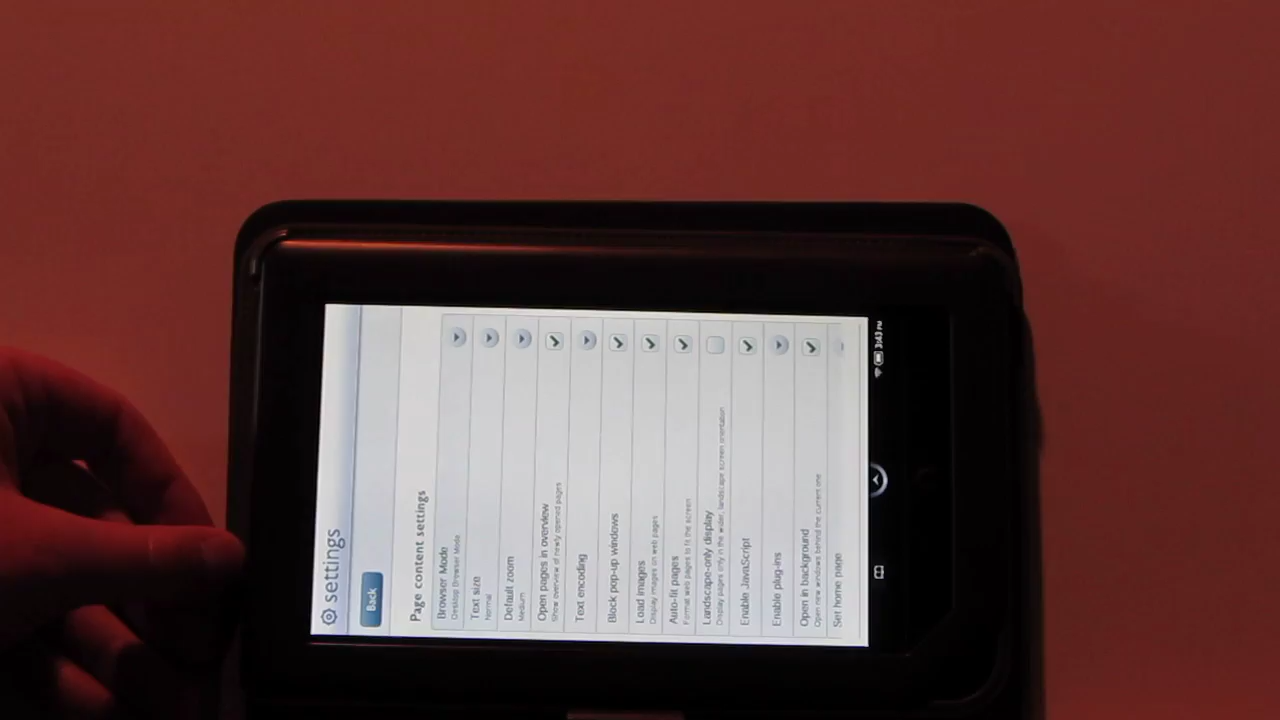 settings
Back
Page content settings
Browser Mode
Desktop Browser Mode
Text size
Normal
Default zoom
Medium
Open pages in overview
Show overview of newly opened pages
Text encoding
Block pop-up windows
Load images
Display images on web pages
Auto-fit pages
Format web pages to fit the screen
Landscape-only display
Display pages only in the wider, landscape screen orientation
Enable JavaScript
Enable plug-ins
Open in background
Open new windows behind the current one
Set home page
3:43 PM